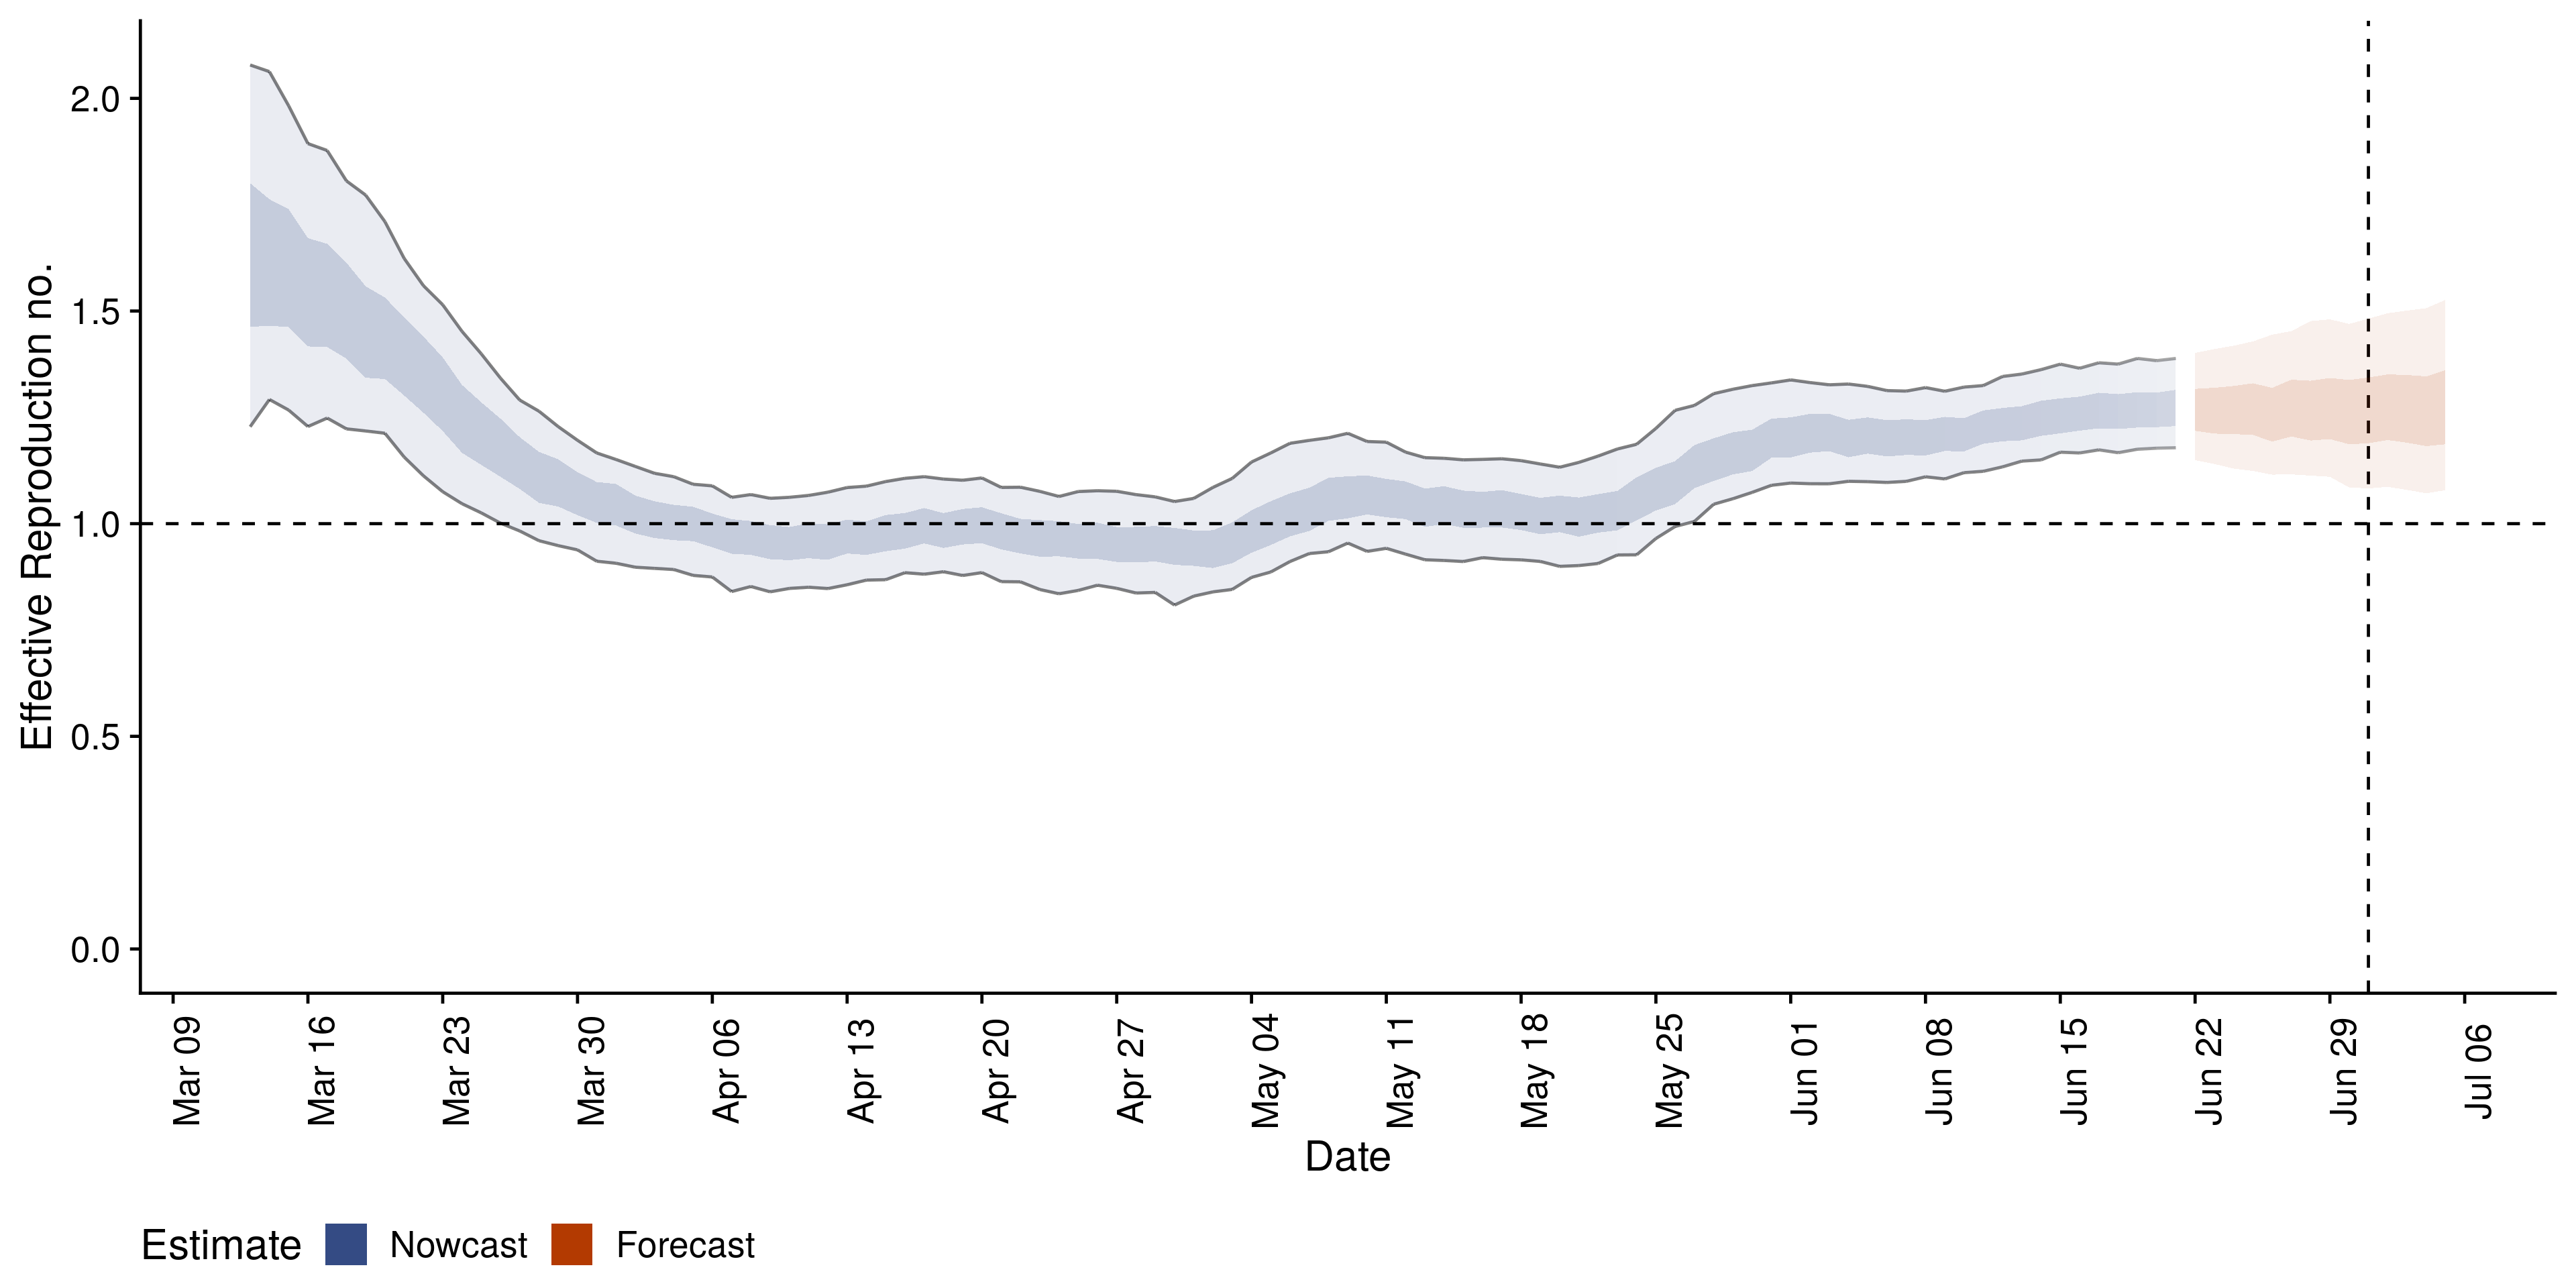 Effective Reproduction no.
2.0
1.5
1.0
0.5
0.0
Mar 09
Mar 16
Mar 23
Mar 30
Apr 06
Apr 13
Apr 20
Apr 27
May 04
May 11
May 18
May 25
Jun 01
Jun 08
Jun 15
Jun 22
Jun 29
Jul 06
Date
Estimate Nowcast Forecast